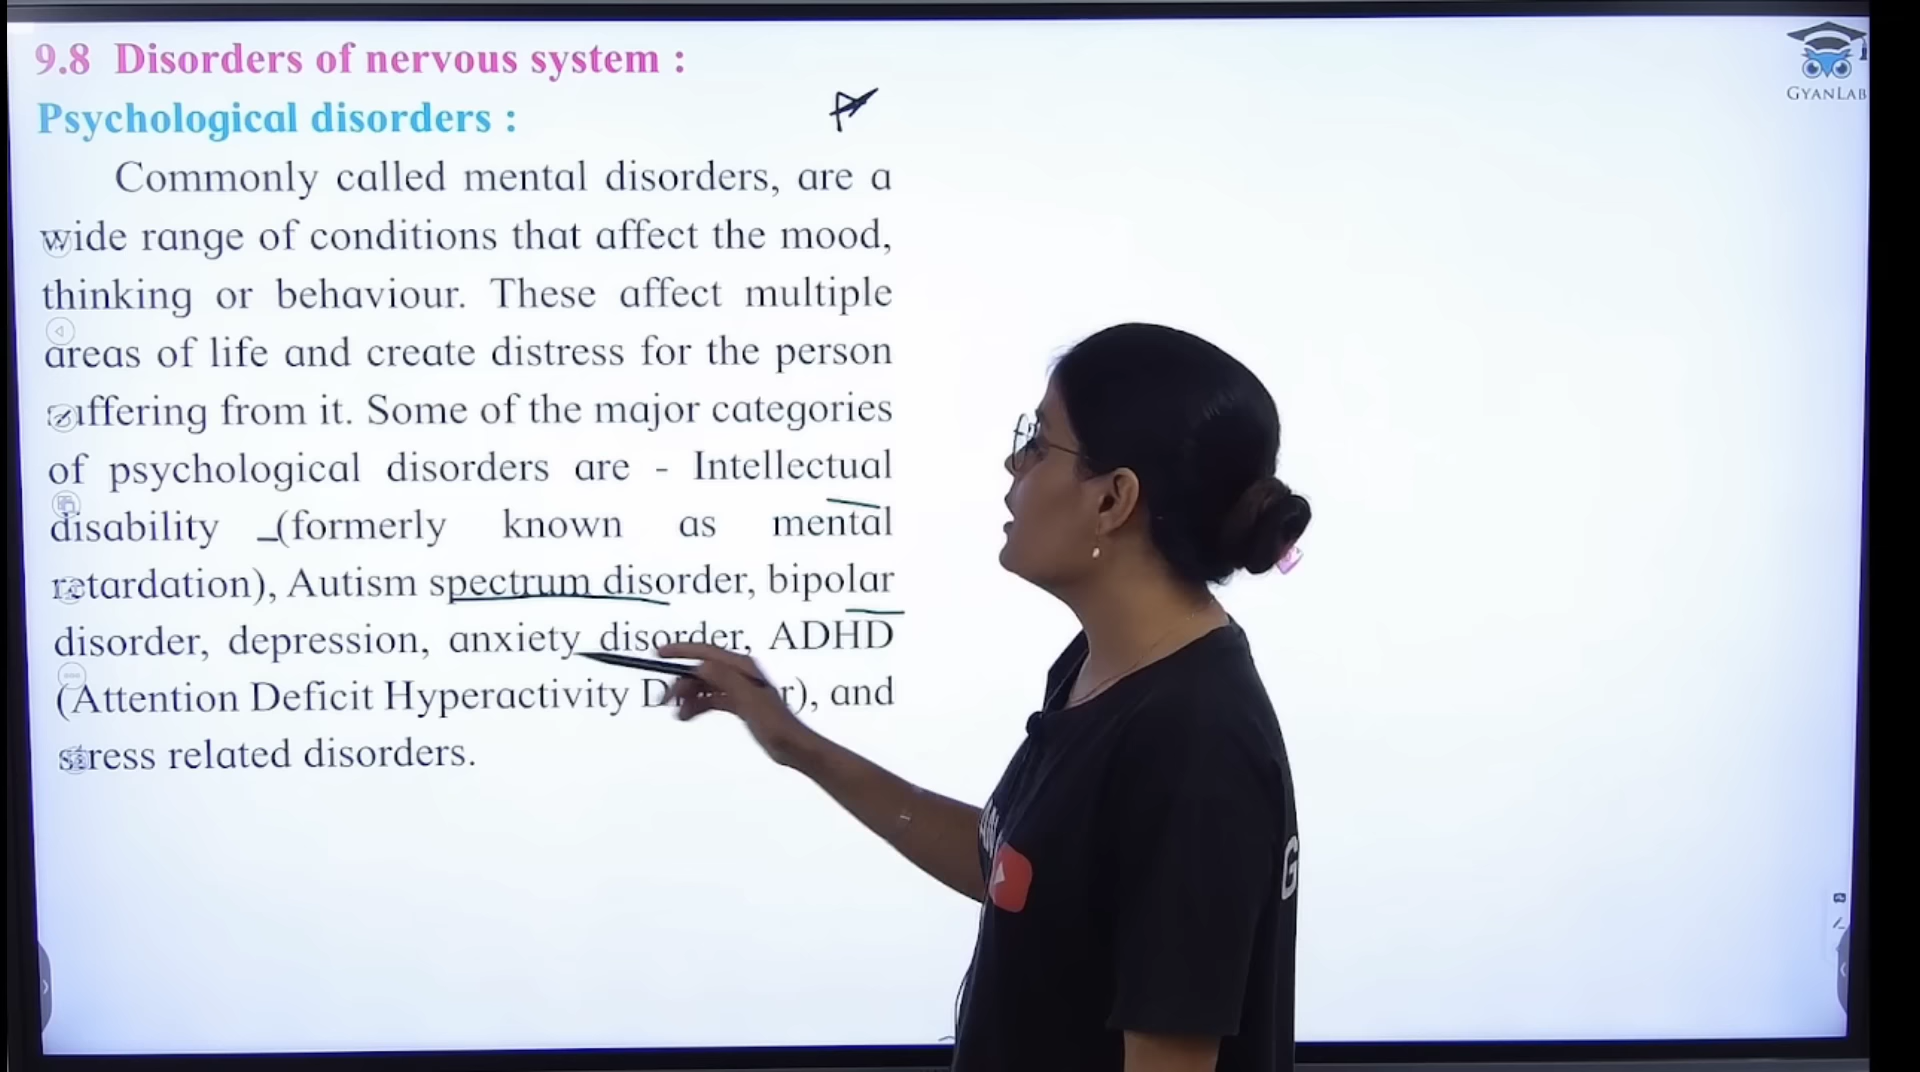 9.8 Disorders of nervous system :
Psychological disorders :
Commonly called mental disorders, are a
wide range of conditions that affect the mood,
thinking or behaviour. These affect multiple
areas of life and create distress for the person
suffering from it. Some of the major categories
of psychological disorders are - Intellectual
disability (formerly known as mental
retardation), Autism spectrum disorder, bipolar
disorder, depression, anxiety disorder, ADHD
(Attention Deficit Hyperactivity and
stress related disorders.
GYANLAB
G